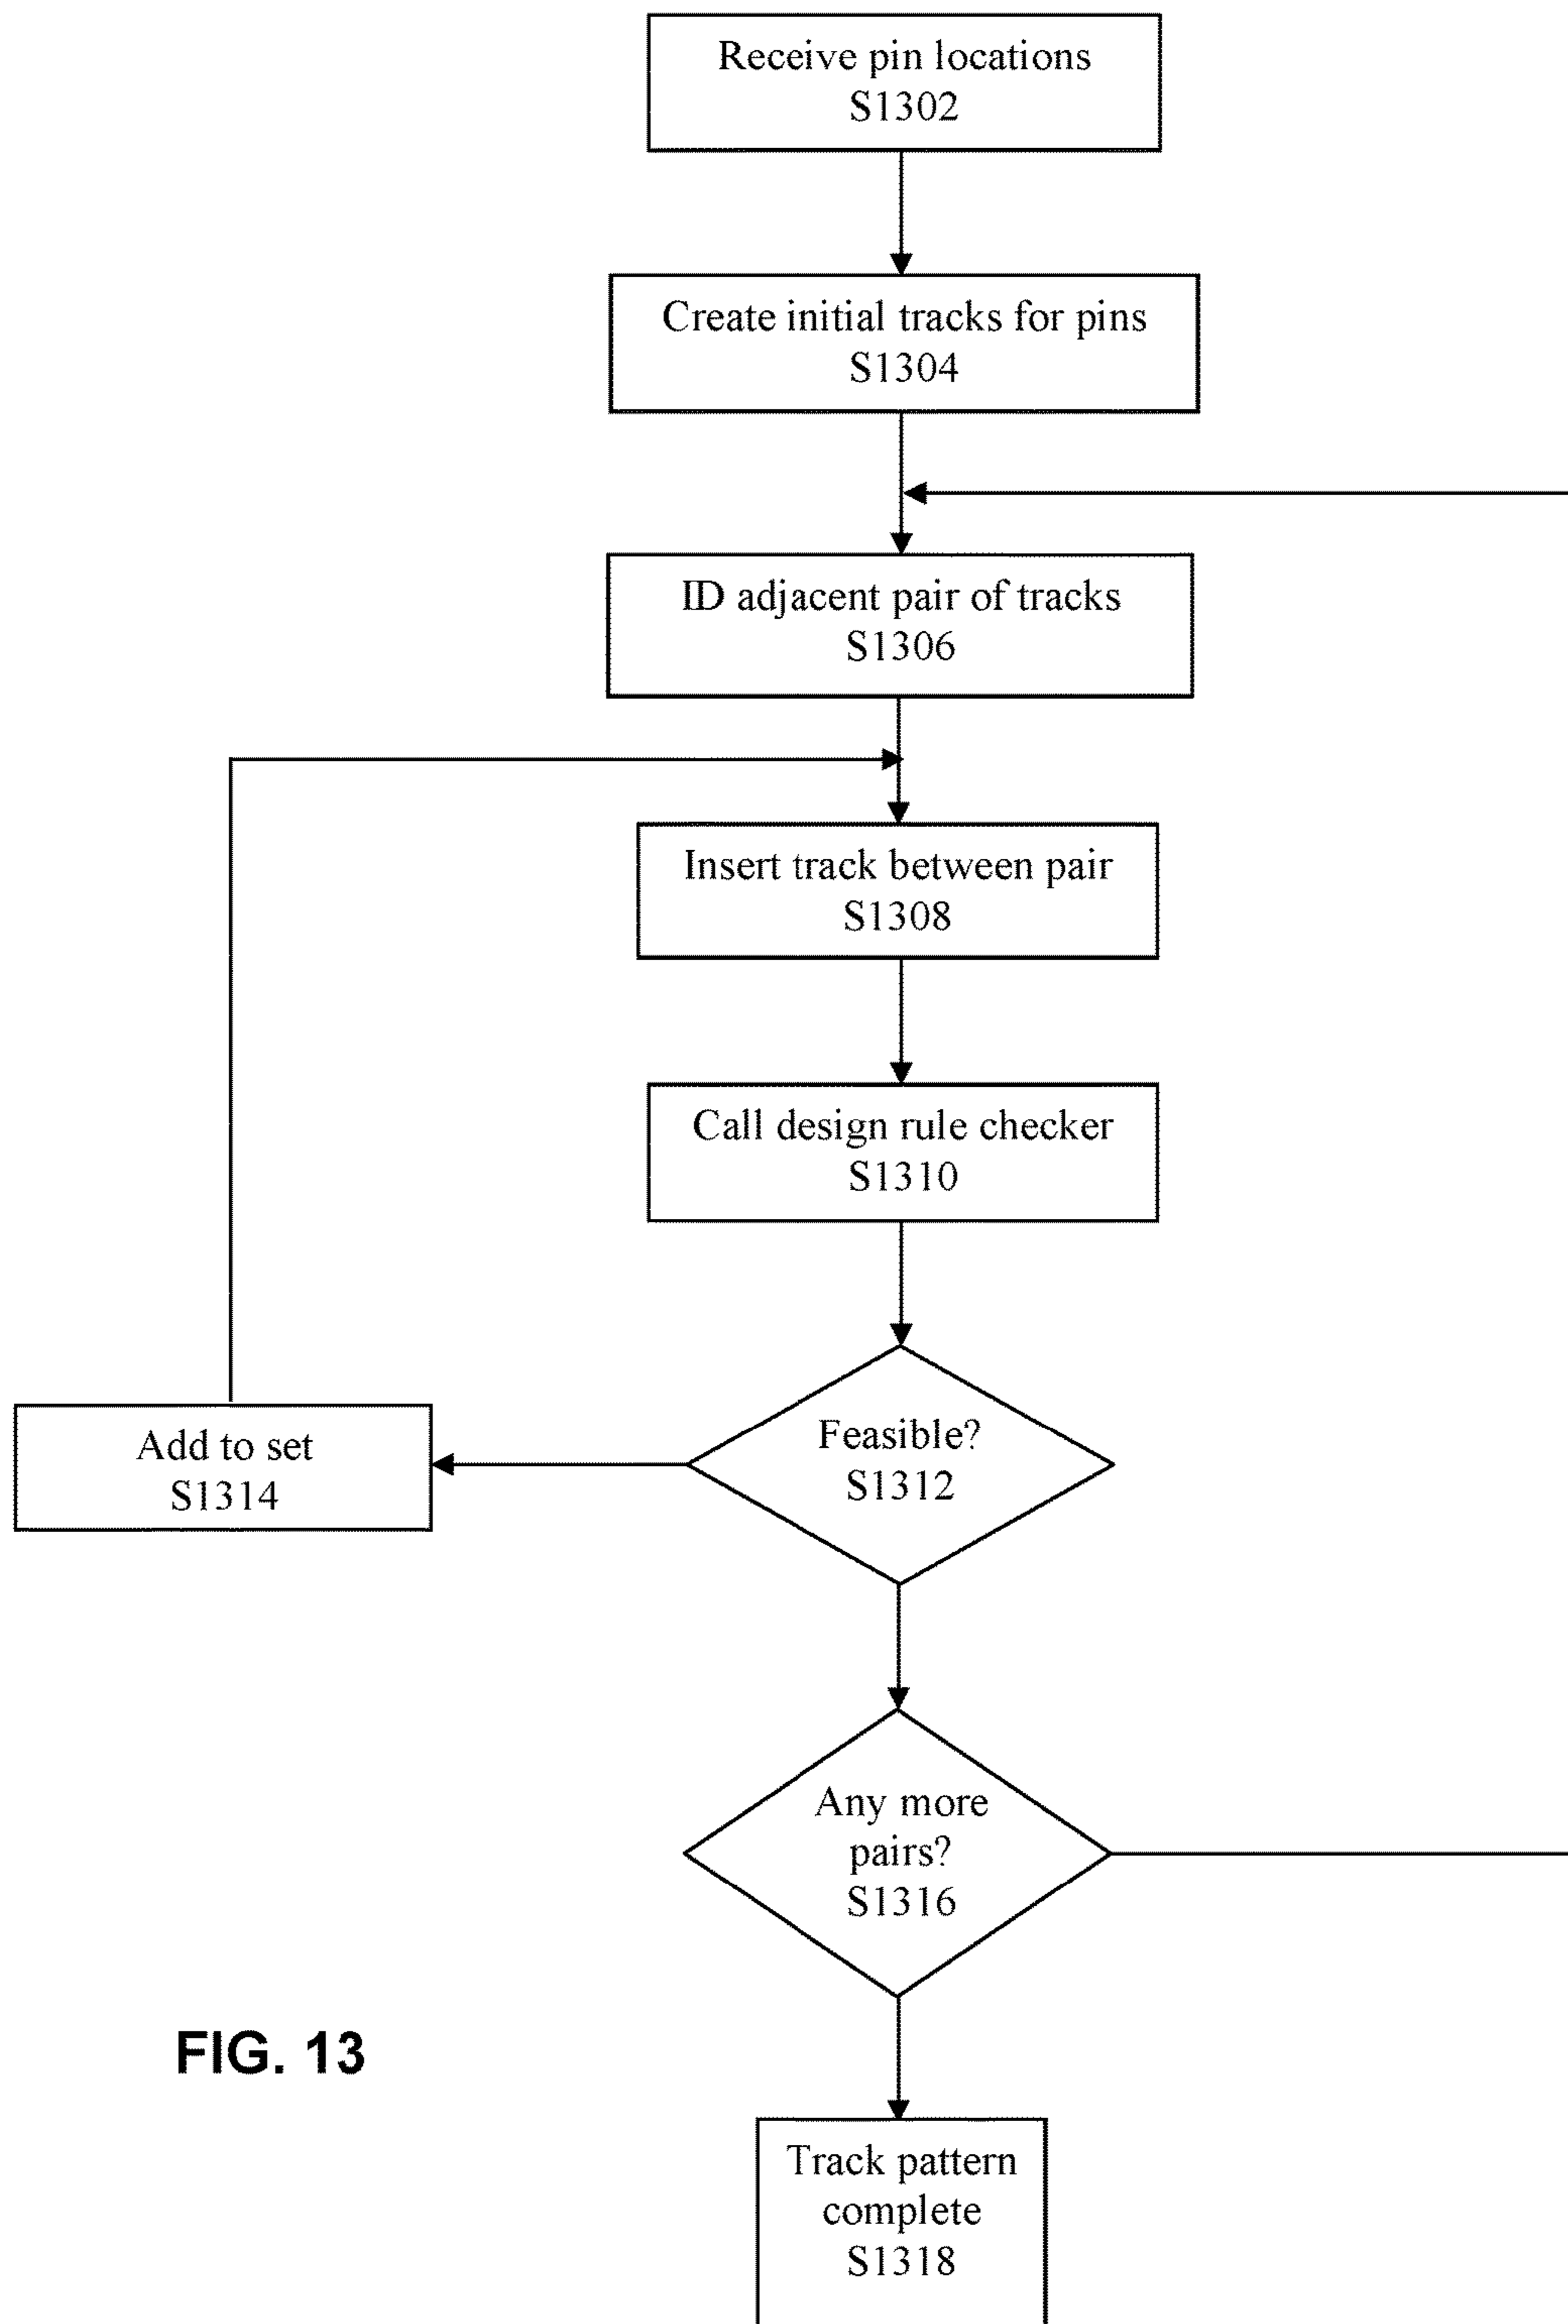 Receive pin locations
S1302
Create initial tracks for pins
S1304
ID adjacent pair of tracks
S1306
Insert track between pair
S1308
Call design rule checker
S1310
Feasible?
S1312
Add to set
S1314
Any more
pairs?
S1316
FIG. 13
Track pattern
complete
S1318